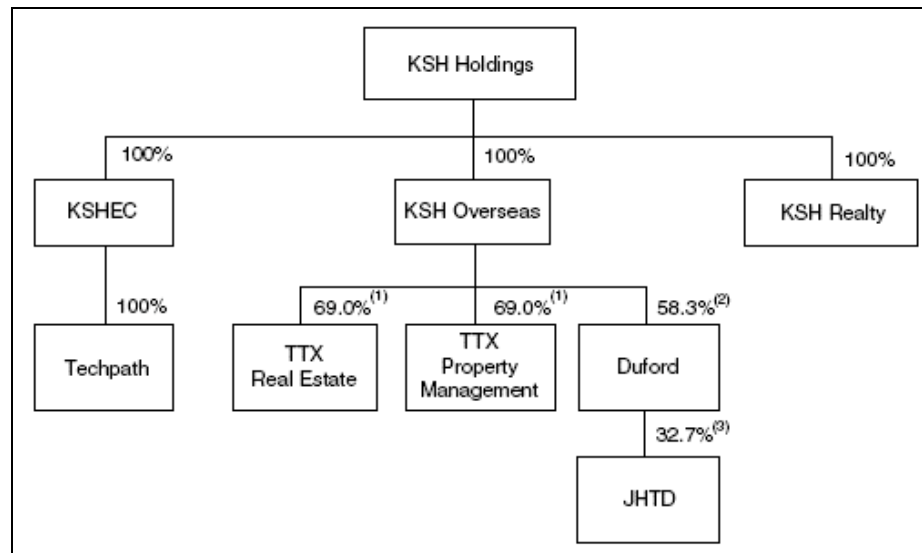 KSH Holdings
100%
100%
100%
KSHEC
KSH Overseas
KSH Realty
100%
69.0%(1)
69.0%(1)
58.3%(2)
Techpath
TTX
Real Estate
TTX
Property
Management
Duford
32.7%(3)
JHTD